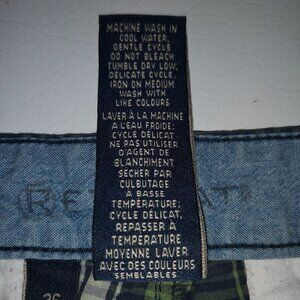 MACHINE WASH IN
COOL WATER,
GENTLE CYCLE
DO NOT BLEACH
TUMBLE DRY LOW,
DELICATE CYCLE,
IRON ON MEDIUM
WASH WITH
LIKE COLOURS
LAVER À LA MACHINE
À L'EAU FROIDE;
CYCLE DÉLICAT
NE PAS UTILISER
D'AGENT DE
BLANCHIMENT
SÉCHER PAR
CULBUTAGE
À BASSE
TEMPÉRATURE;
CYCLE DÉLICAT,
REPASSER À
TEMPÉRATURE
MOYENNE LAVER
AVEC DES COULEURS
SEMBLABLES
36